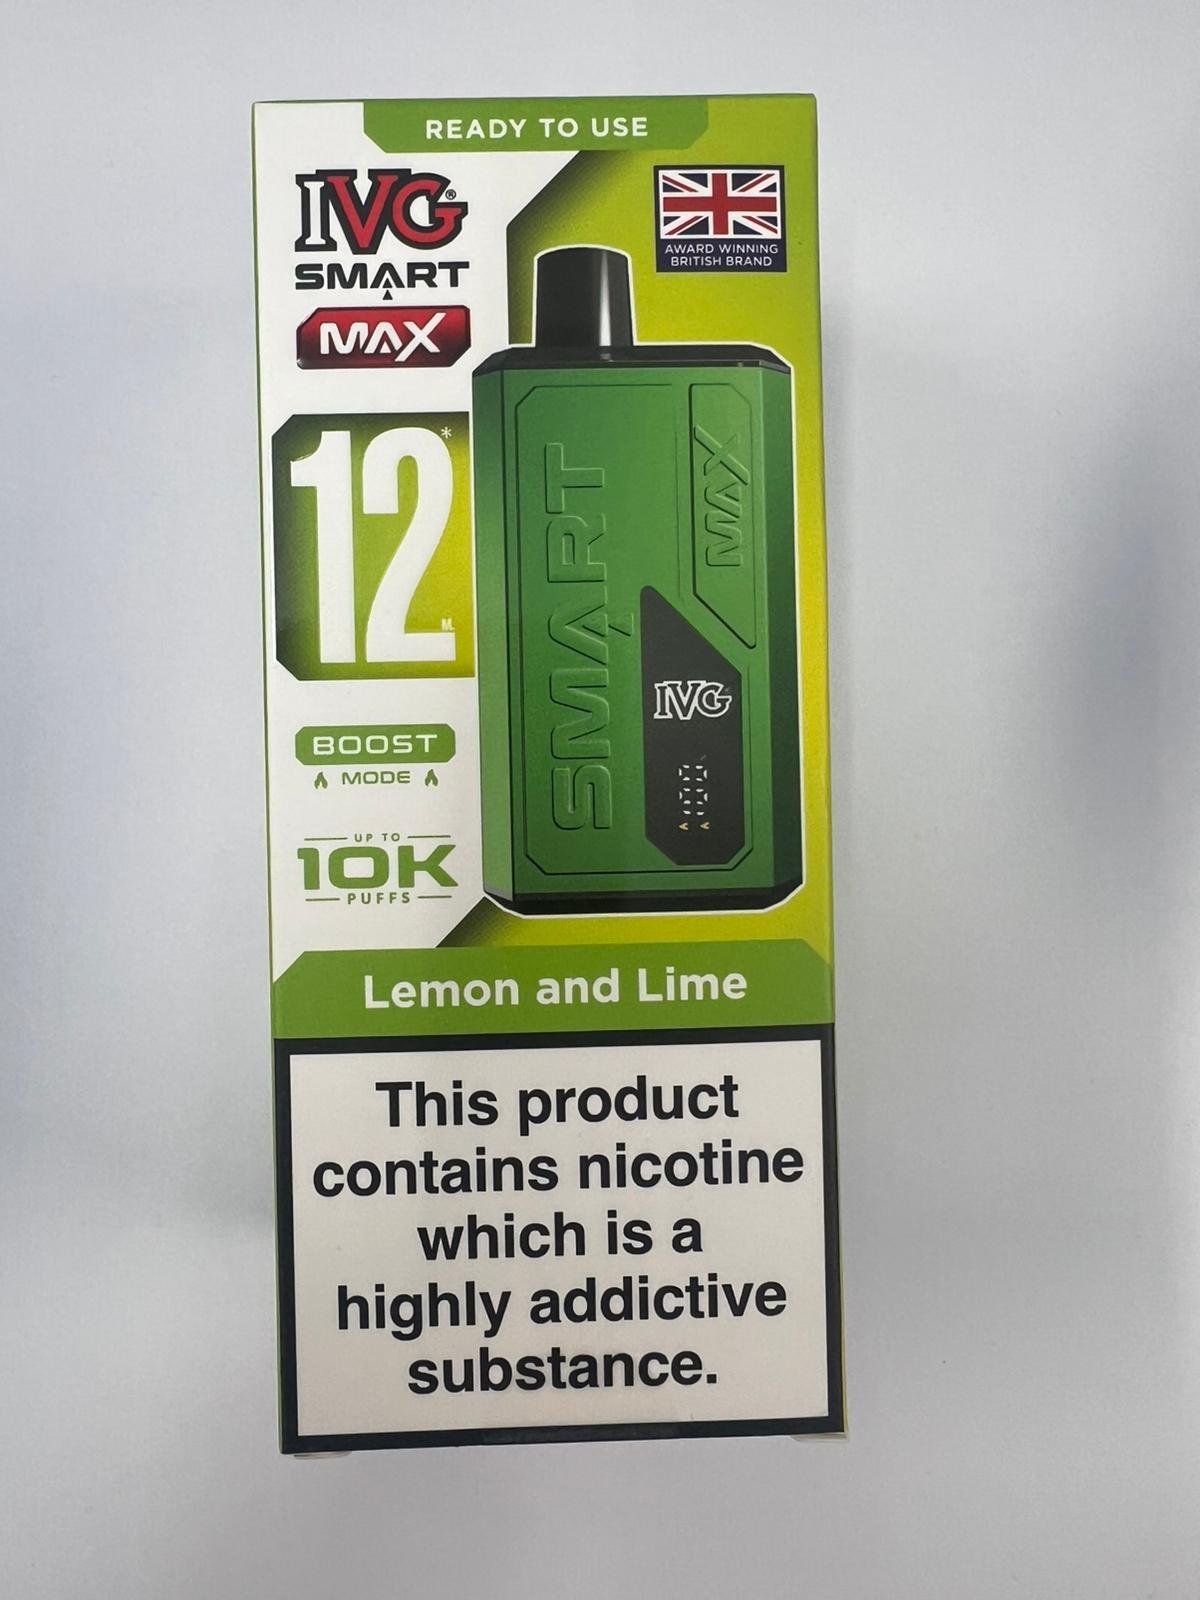 READY TO USE
IVG®
SMART
MAX
AWARD WINNING
BRITISH BRAND
12*
ML
BOOST
MODE
UP TO
10K
PUFFS
SMART
MAX
IVG
Lemon and Lime
This product
contains nicotine
which is a
highly addictive
substance.